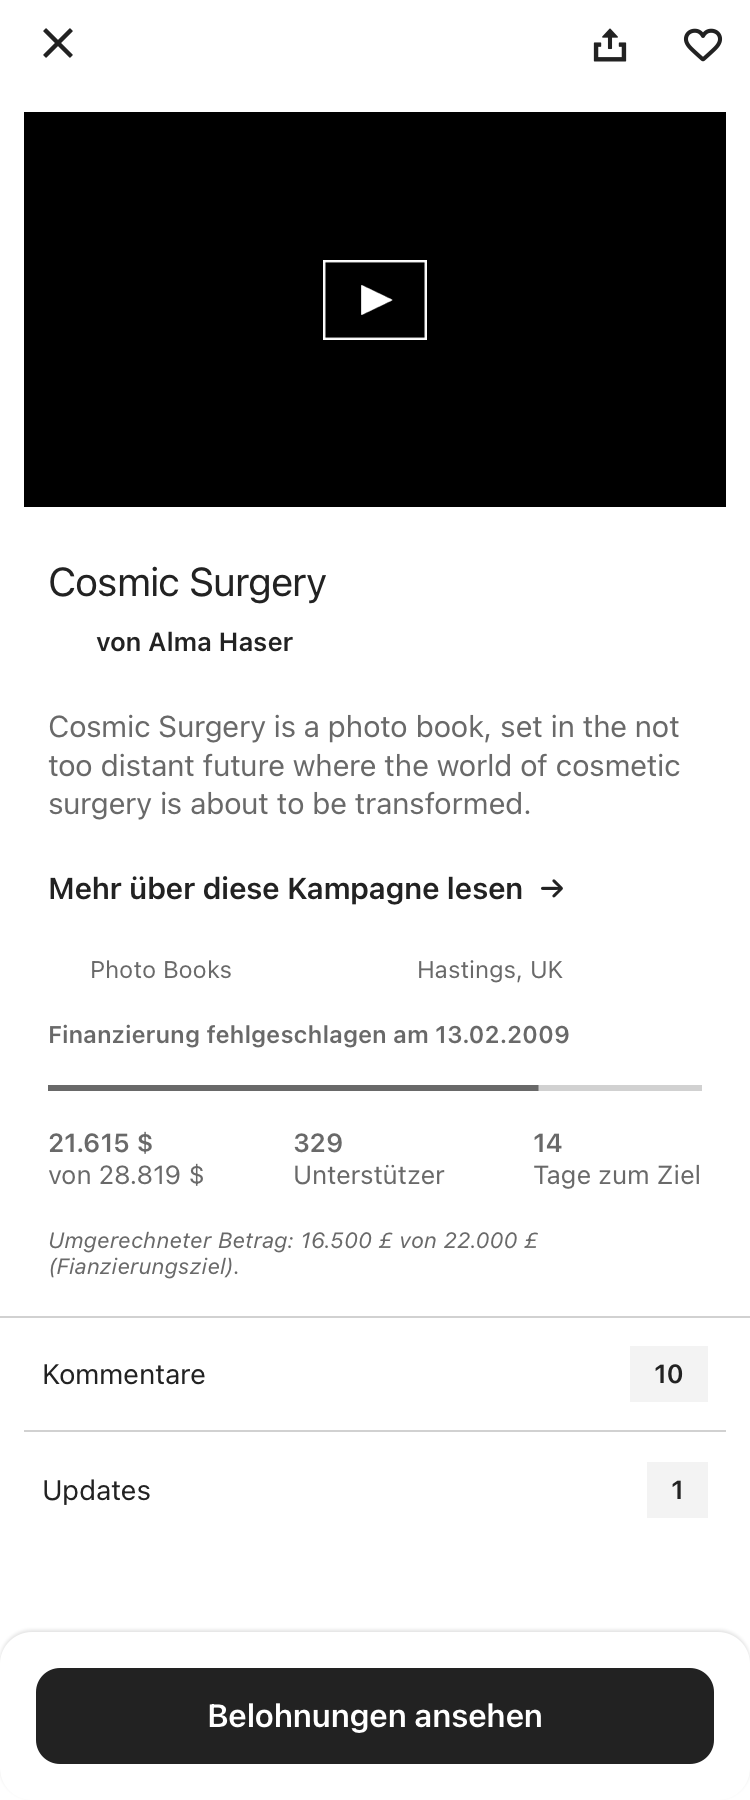 Cosmic Surgery
von Alma Haser
Cosmic Surgery is a photo book, set in the not
too distant future where the world of cosmetic
surgery is about to be transformed.
Mehr über diese Kampagne lesen →
Photo Books
Hastings, UK
Finanzierung fehlgeschlagen am 13.02.2009
21.615 $
von 28.819 $
329
Unterstützer
14
Tage zum Ziel
Umgerechneter Betrag: 16.500 £ von 22.000 £
(Fianzierungsziel).
Kommentare
10
Updates
1
Belohnungen ansehen